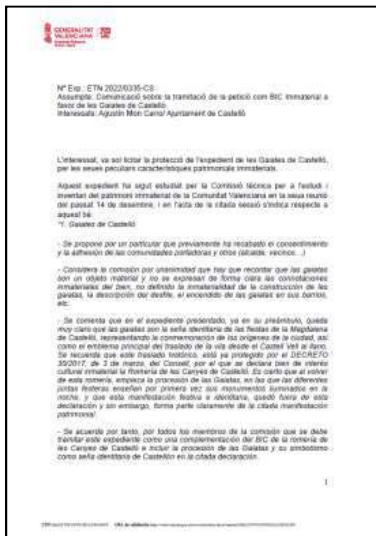 GENERALITAT
VALENCIANA
Nº Exp.: ETN 2022/0335-CS
Assumpte: Comunicació sobre la tramitació de la petició com BIC Immaterial a
favor de les Gaiates de Castelló
Interessats: Agustín Mon Carro/ Ajuntament de Castelló
L'interessat, va sol·licitar la protecció de l'expedient de les Gaiates de Castelló,
per les seues peculiars característiques patrimonials immaterials.
Aquest expedient ha sigut estudiat per la Comissió tècnica per a l'estudi i
inventari del patrimoni immaterial de la Comunitat Valenciana en la seua reunió
del passat 14 de desembre, i en l'acta de la citada sessió s'indica respecte a
aquest bé:
"1. Gaiates de Castelló
- Se propone por un particular que previamente ha recabado el consentimiento
y la adhesión de las comunidades portadoras y otros (alcalde, vecinos...)
- Considera la comisión por unanimidad que hay que recordar que las gaiatas
son un objeto material y no se expresan de forma clara las connotaciones
inmateriales del bien, no definido la inmaterialidad de la construcción de las
gaiatas, la descripción del desfile, el encendido de las gaiatas en sus barrios,
etc.
- Se comenta que en el expediente presentado, ya en su preámbulo, queda
muy claro que las gaiatas son la seña identitaria de las fiestas de la Magdalena
de Castelló, representando la conmemoración de los orígenes de la ciudad, así
como el emblema principal del traslado de la vila desde el Castell Vell al llano.
Se recuerda que este traslado histórico, está ya protegido por el DECRETO
35/2017, de 3 de marzo, del Consell, por el que se declara bien de interés
cultural inmaterial la Romería de les Canyes de Castelló. Es cierto que al volver
de esta romería, empieza la procesión de las Gaiatas, en las que las diferentes
juntas festeras enseñan por primera vez sus monumentos iluminados en la
noche, y que esta manifestación festiva e identitaria, quedó fuera de esta
declaración y sin embargo, forma parte claramente de la citada manifestación
patrimonial.
- Se acuerda por tanto, por todos los miembros de la comisión que se debe
tramitar este expediente como una complementación del BIC de la romería de
les Canyes de Castelló e incluir la procesión de las Gaiatas y su simbolismo
como seña identitaria de Castellón en la citada declaración.
1